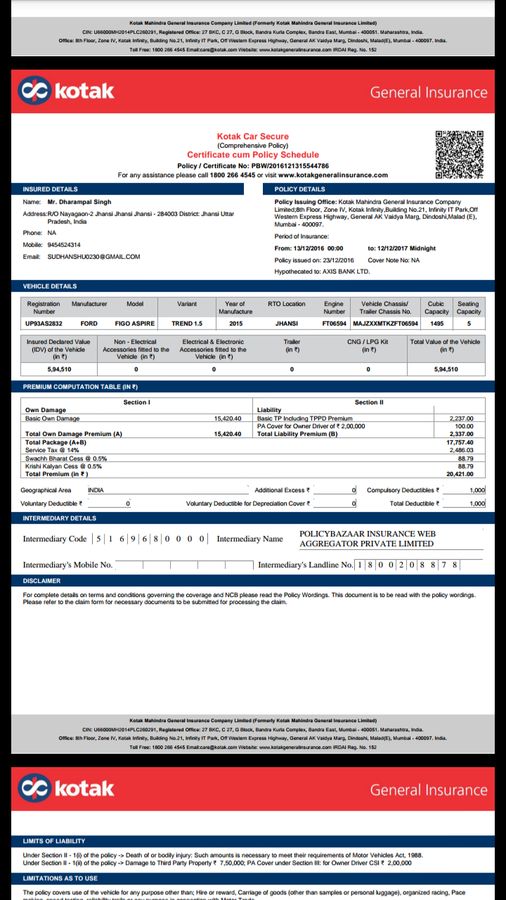 Kotak Mahindra General Insurance Company Limited (Formerly Kotak Mahindra General Insurance Limited)
CIN: U66000MH2014PLC260291, Registered Office: 27 BKC, C 27, G Block, Bandra Kurla Complex, Bandra East, Mumbai - 400051. Maharashtra, India.
Office: 8th Floor, Zone IV, Kotak Infinity, Building No.21, Infinity IT Park, Off Western Express Highway, General AK Vaidya Marg, Dindoshi, Malad(E), Mumbai - 400097. India.
Toll Free: 1800 266 4545 Email:care@kotak.com Website: www.kotakgeneralinsurance.com IRDAI Reg. No. 152
kotak General Insurance
Kotak Car Secure
(Comprehensive Policy)
Certificate cum Policy Schedule
Policy / Certificate No: PBW/2016121315544786
For any assistance please call 1800 266 4545 or visit www.kotakgeneralinsurance.com
INSURED DETAILS
Name: Mr. Dharampal Singh
Address:R/O Nayagaon-2 Jhansi Jhansi Jhansi - 284003 District: Jhansi Uttar
Pradesh, India
Phone: NA
Mobile: 9454524314
Email: SUDHANSHU0230@GMAIL.COM
POLICY DETAILS
Policy Issuing Office: Kotak Mahindra General Insurance Company
Limited;8th Floor, Zone IV, Kotak Infinity,Building No.21, Infinity IT Park,Off
Western Express Highway, General AK Vaidya Marg, Dindoshi,Malad (E),
Mumbai - 400097.
Period of Insurance:
From: 13/12/2016 00:00 to: 12/12/2017 Midnight
Policy issued on: 23/12/2016 Cover Note No: NA
Hypothecated to: AXIS BANK LTD.
VEHICLE DETAILS
Registration Number Manufacturer Model Variant Year of Manufacture RTO Location Engine Number Vehicle Chassis/ Trailer Chassis No. Cubic Capacity Seating Capacity
UP93AS2832 FORD FIGO ASPIRE TREND 1.5 2015 JHANSI FT06594 MAJZXXMTKZFT06594 1495 5
Insured Declared Value (IDV) of the Vehicle (in ₹) Non - Electrical Accessories fitted to the Vehicle (in ₹) Electrical & Electronic Accessories fitted to the Vehicle (in ₹) Trailer (in ₹) CNG / LPG Kit (in ₹) Total Value of the Vehicle (in ₹)
5,94,510 0 0 0 0 5,94,510
PREMIUM COMPUTATION TABLE (IN ₹)
Section I Section II
Own Damage Liability
Basic Own Damage 15,420.40 Basic TP Including TPPD Premium 2,237.00
PA Cover for Owner Driver of ₹ 2,00,000 100.00
Total Own Damage Premium (A) 15,420.40 Total Liability Premium (B) 2,337.00
Total Package (A+B) 17,757.40
Service Tax @ 14% 2,486.03
Swachh Bharat Cess @ 0.5% 88.79
Krishi Kalyan Cess @ 0.5% 88.79
Total Premium (in ₹) 20,421.00
Geographical Area INDIA Additional Excess ₹ 0 Compulsory Deductibles ₹ 1,000
Voluntary Deductible ₹ 0 Voluntary Deductible for Depreciation Cover ₹ 0 Total Deductible ₹ 1,000
INTERMEDIARY DETAILS
Intermediary Code 5 1 6 9 6 8 0 0 0 0 Intermediary Name POLICYBAZAAR INSURANCE WEB
AGGREGATOR PRIVATE LIMITED
Intermediary's Mobile No. Intermediary's Landline No. 1 8 0 0 2 0 8 8 7 8
DISCLAIMER
For complete details on terms and conditions governing the coverage and NCB please read the Policy Wordings. This document is to be read with the policy wordings.
Please refer to the claim form for necessary documents to be submitted for processing the claim.
Kotak Mahindra General Insurance Company Limited (Formerly Kotak Mahindra General Insurance Limited)
CIN: U66000MH2014PLC260291, Registered Office: 27 BKC, C 27, G Block, Bandra Kurla Complex, Bandra East, Mumbai - 400051. Maharashtra, India.
Office: 8th Floor, Zone IV, Kotak Infinity, Building No.21, Infinity IT Park, Off Western Express Highway, General AK Vaidya Marg, Dindoshi, Malad(E), Mumbai - 400097. India.
Toll Free: 1800 266 4545 Email:care@kotak.com Website: www.kotakgeneralinsurance.com IRDAI Reg. No. 152
kotak General Insurance
LIMITS OF LIABILITY
Under Section II - 1(i) of the policy -> Death of or bodily injury: Such amounts is necessary to meet their requirements of Motor Vehicles Act, 1988.
Under Section II - 1(ii) of the policy -> Damage to Third Party Property ₹ 7,50,000; PA Cover under Section III: for Owner Driver CSI ₹ 2,00,000
LIMITATIONS AS TO USE
The policy covers use of the vehicle for any purpose other than; Hire or reward, Carriage of goods (other than samples or personal luggage), organized racing, Pace